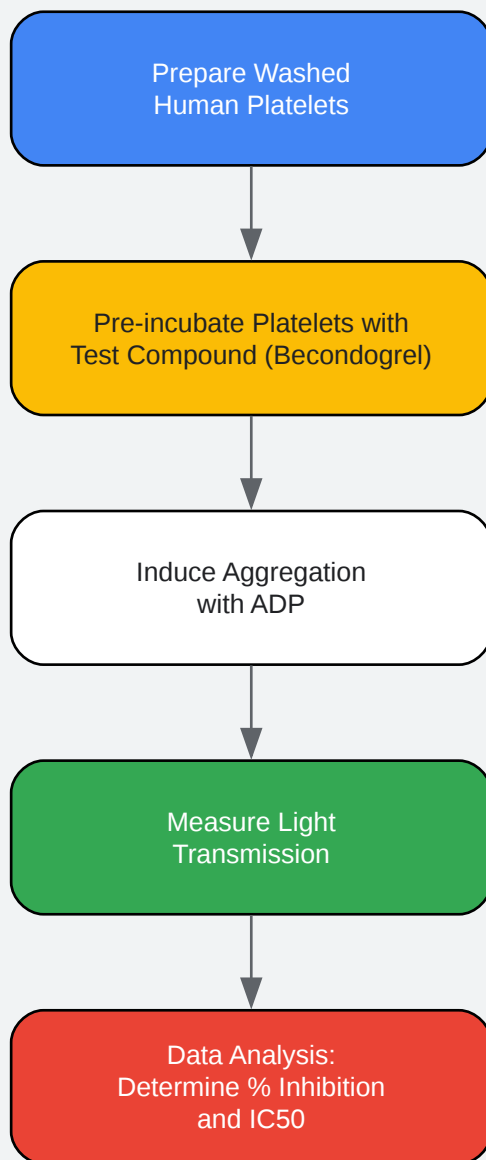 Prepare Washed
Human Platelets
Pre-incubate Platelets with
Test Compound (Becondogrel)
Induce Aggregation
with ADP
Measure Light
Transmission
Data Analysis:
Determine % Inhibition
and IC50